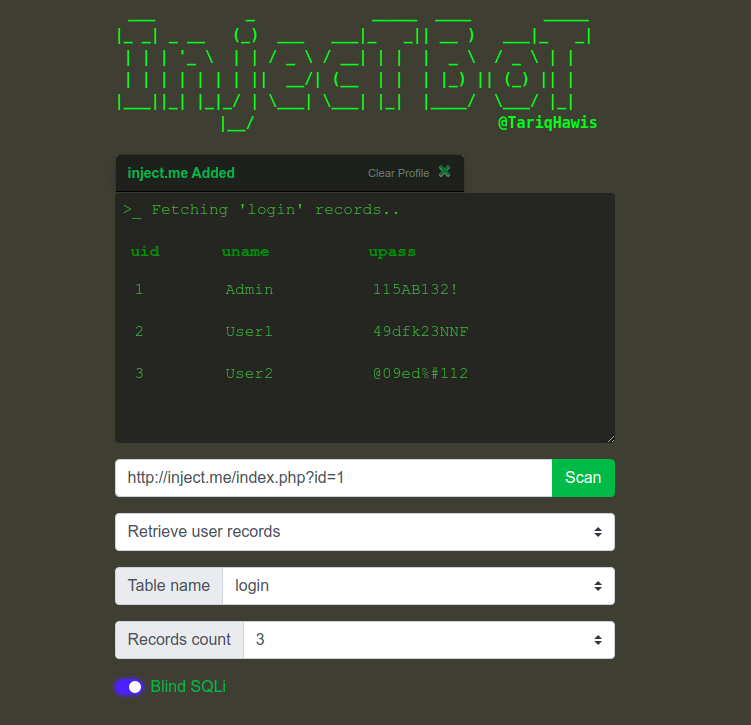 InjectBOT
@TariqHawis
inject.me Added Clear Profile
>_ Fetching 'login' records..
uid uname upass
1 Admin 115AB132!
2 User1 49dfk23NNF
3 User2 @09ed%#112
http://inject.me/index.php?id=1 Scan
Retrieve user records
Table name login
Records count 3
Blind SQLi